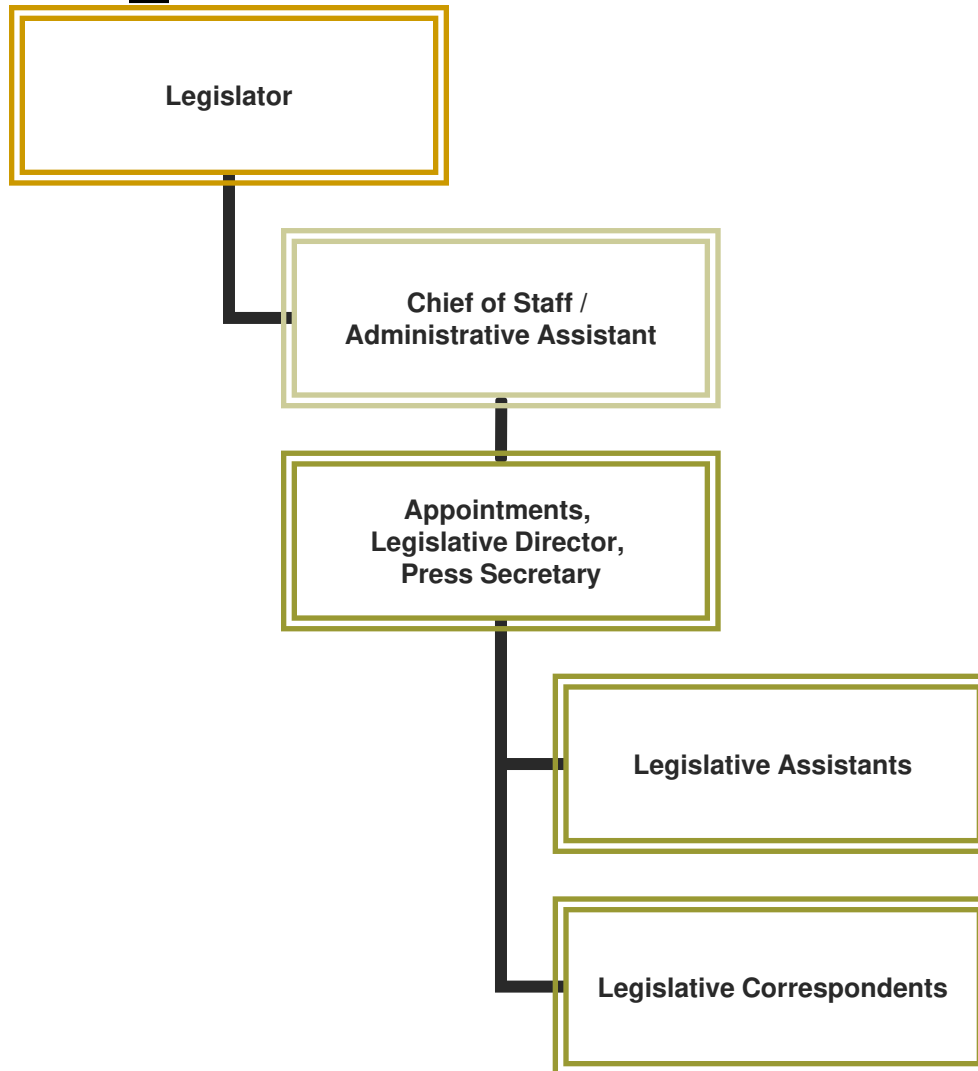 Legislator
Chief of Staff /
Administrative Assistant
Appointments,
Legislative Director,
Press Secretary
Legislative Assistants
Legislative Correspondents